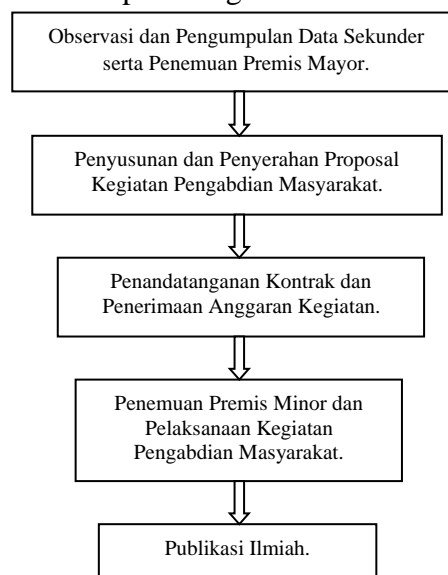 Observasi dan Pengumpulan Data Sekunder
serta Penemuan Premis Mayor.
Penyusunan dan Penyerahan Proposal
Kegiatan Pengabdian Masyarakat.
Penandatanganan Kontrak dan
Penerimaan Anggaran Kegiatan.
Penemuan Premis Minor dan
Pelaksanaan Kegiatan
Pengabdian Masyarakat.
Publikasi Ilmiah.